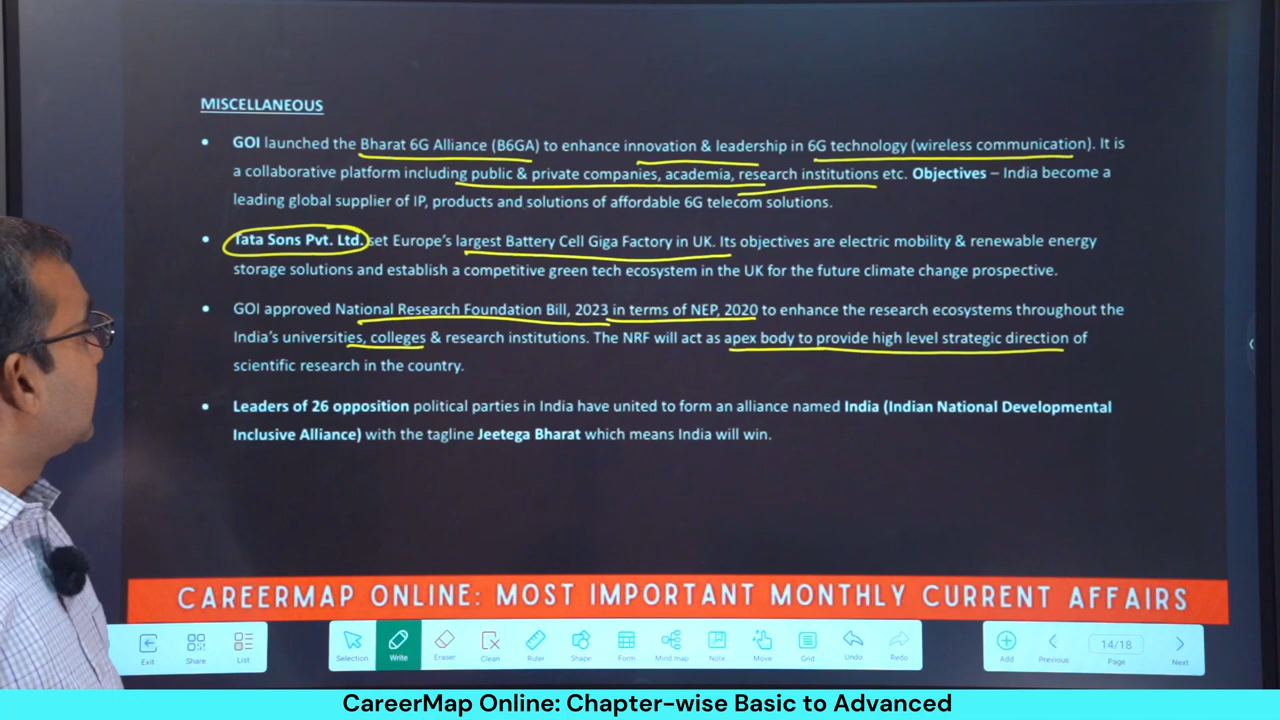 MISCELLANEOUS
• GOI launched the Bharat 6G Alliance (B6GA) to enhance innovation & leadership in 6G technology (wireless communication). It is
a collaborative platform including public & private companies, academia, research institutions etc. Objectives – India become a
leading global supplier of IP, products and solutions of affordable 6G telecom solutions.
• Tata Sons Pvt. Ltd. set Europe's largest Battery Cell Giga Factory in UK. Its objectives are electric mobility & renewable energy
storage solutions and establish a competitive green tech ecosystem in the UK for the future climate change prospective.
• GOI approved National Research Foundation Bill, 2023 in terms of NEP, 2020 to enhance the research ecosystems throughout the
India's universities, colleges & research institutions. The NRF will act as apex body to provide high level strategic direction of
scientific research in the country.
• Leaders of 26 opposition political parties in India have united to form an alliance named India (Indian National Developmental
Inclusive Alliance) with the tagline Jeetega Bharat which means India will win.
CAREERMAP ONLINE: MOST IMPORTANT MONTHLY CURRENT AFFAIRS
Exit Share List Selection Write Eraser Clean Ruler Shape Form Mind map Note Move Grid Undo Redo Add Previous 14/18 Page Next
CareerMap Online: Chapter-wise Basic to Advanced